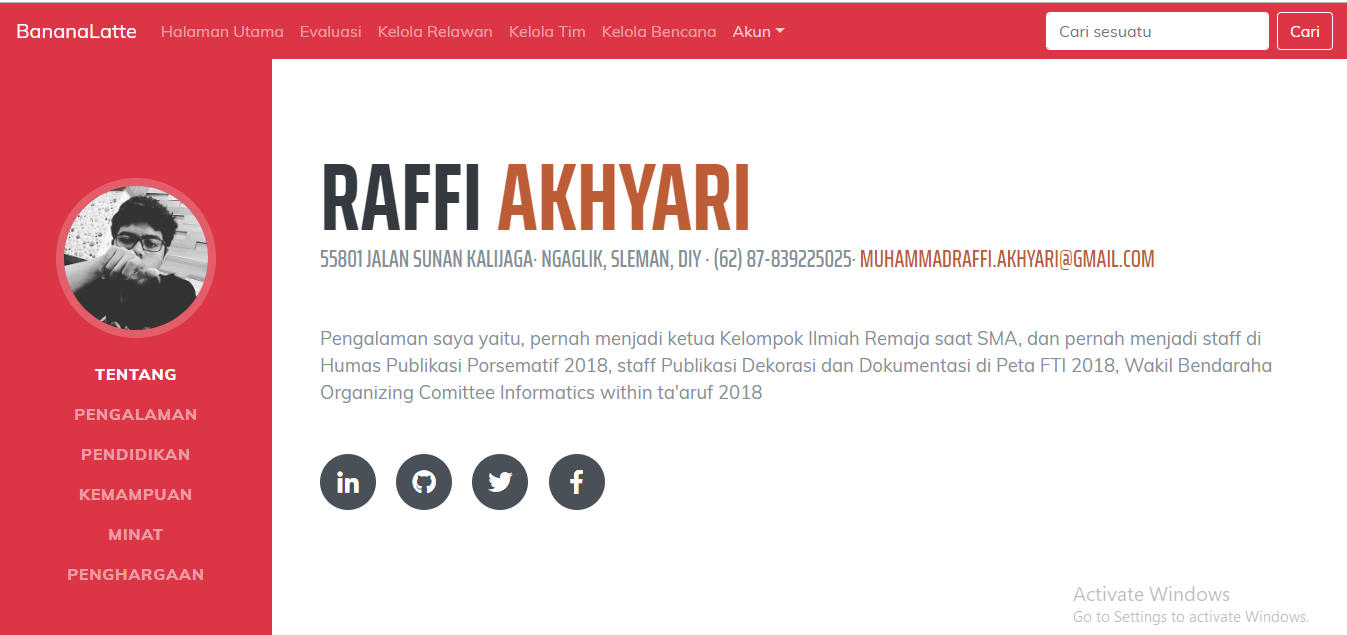 BananaLatte Halaman Utama Evaluasi Kelola Relawan Kelola Tim Kelola Bencana Akun Cari sesuatu Cari
TENTANG
PENGALAMAN
PENDIDIKAN
KEMAMPUAN
MINAT
PENGHARGAAN
RAFFI AKHYARI
55801 JALAN SUNAN KALIJAGA· NGAGLIK, SLEMAN, DIY · (62) 87-839225025· MUHAMMADRAFFI.AKHYARI@GMAIL.COM
Pengalaman saya yaitu, pernah menjadi ketua Kelompok Ilmiah Remaja saat SMA, dan pernah menjadi staff di
Humas Publikasi Porsematif 2018, staff Publikasi Dekorasi dan Dokumentasi di Peta FTI 2018, Wakil Bendaraha
Organizing Comittee Informatics within ta'aruf 2018
in
Activate Windows
Go to Settings to activate Windows.